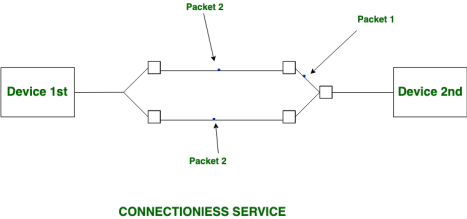 Packet 2
Packet 1
Device 1st
Device 2nd
Packet 2
CONNECTIONlESS SERVICE